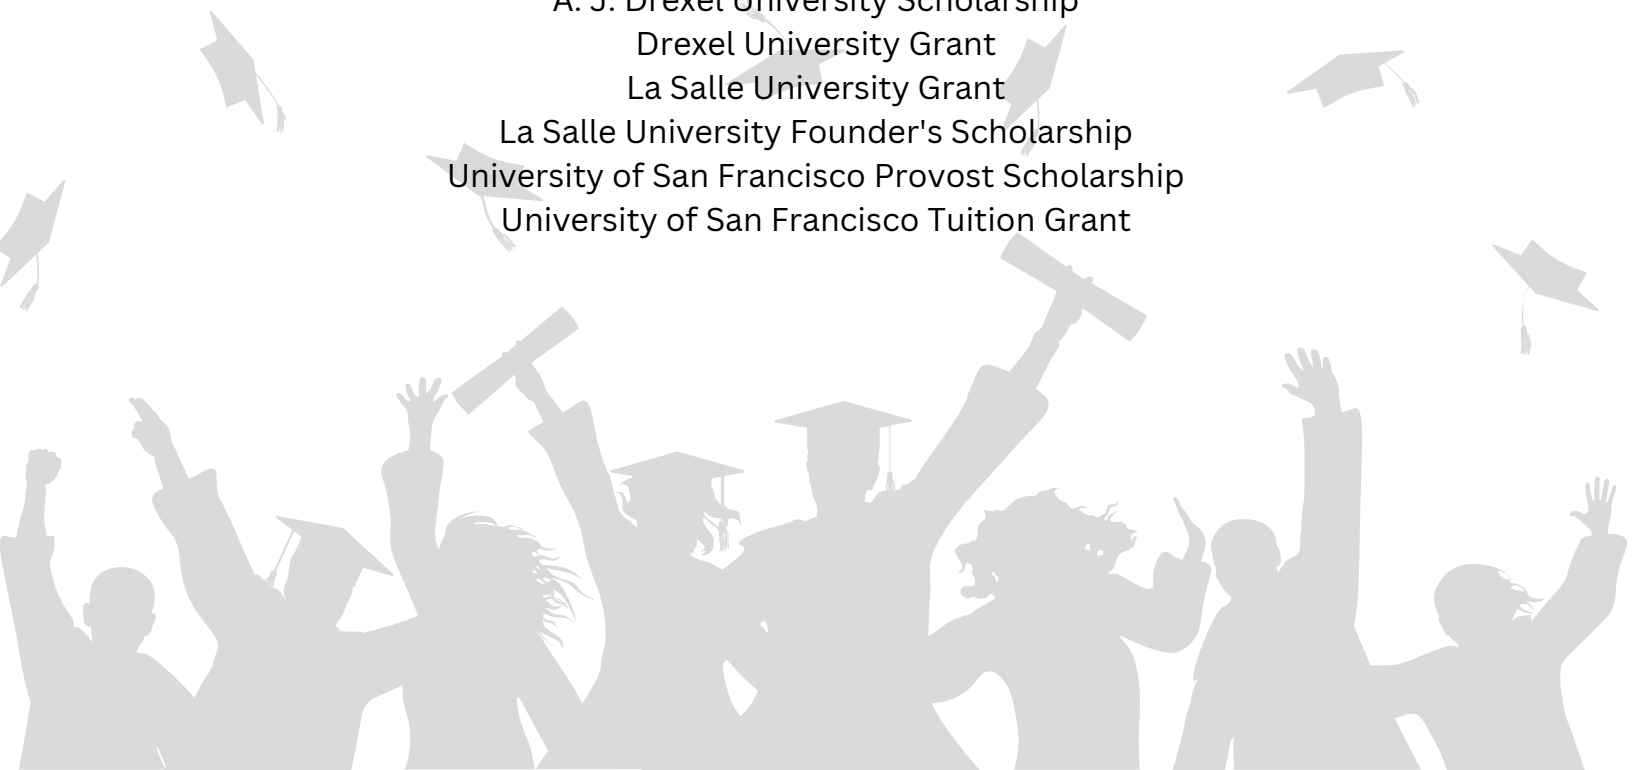 A. J. Drexel University Scholarship
Drexel University Grant
La Salle University Grant
La Salle University Founder's Scholarship
University of San Francisco Provost Scholarship
University of San Francisco Tuition Grant